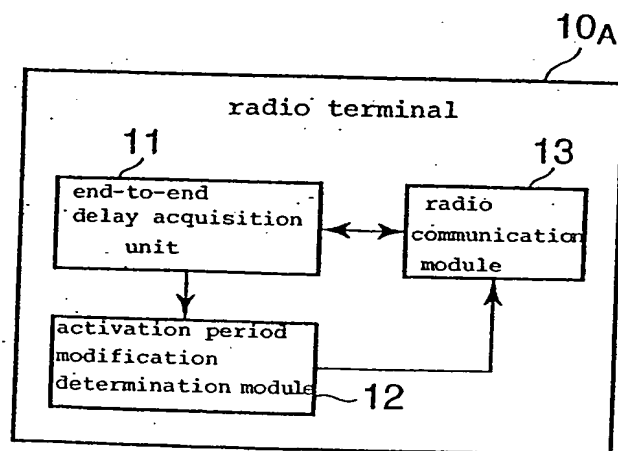 10A
radio terminal
11
13
end-to-end
delay acquisition
unit
radio
communication
module
activation period
modification
determination module
12